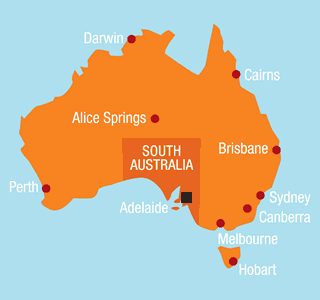 Darwin
Cairns
Alice Springs
SOUTH
AUSTRALIA
Brisbane
Perth
Adelaide
Sydney
Canberra
Melbourne
Hobart